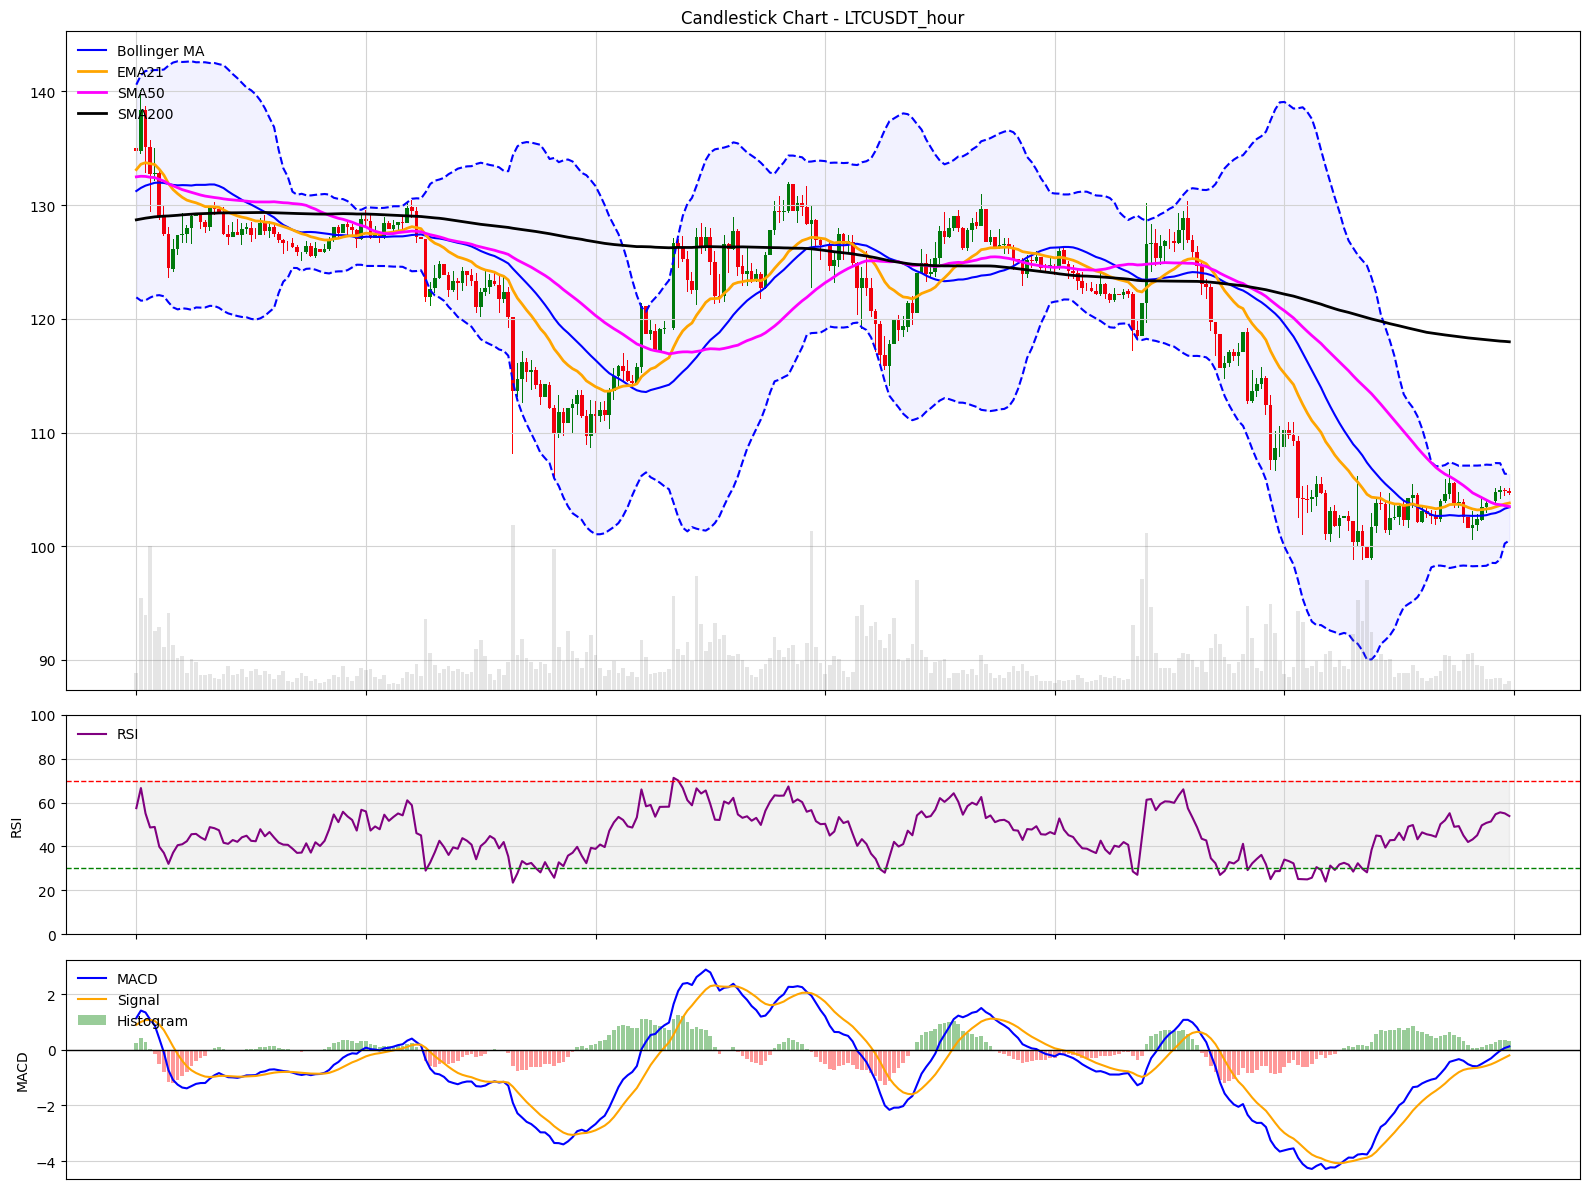 Candlestick Chart - LTCUSDT_hour
Bollinger MA
EMA21
SMA50
SMA200
140
130
120
110
100
90
RSI
100
80
60
40
20
0
RSI
MACD
Signal
Histogram
2
0
−2
−4
MACD